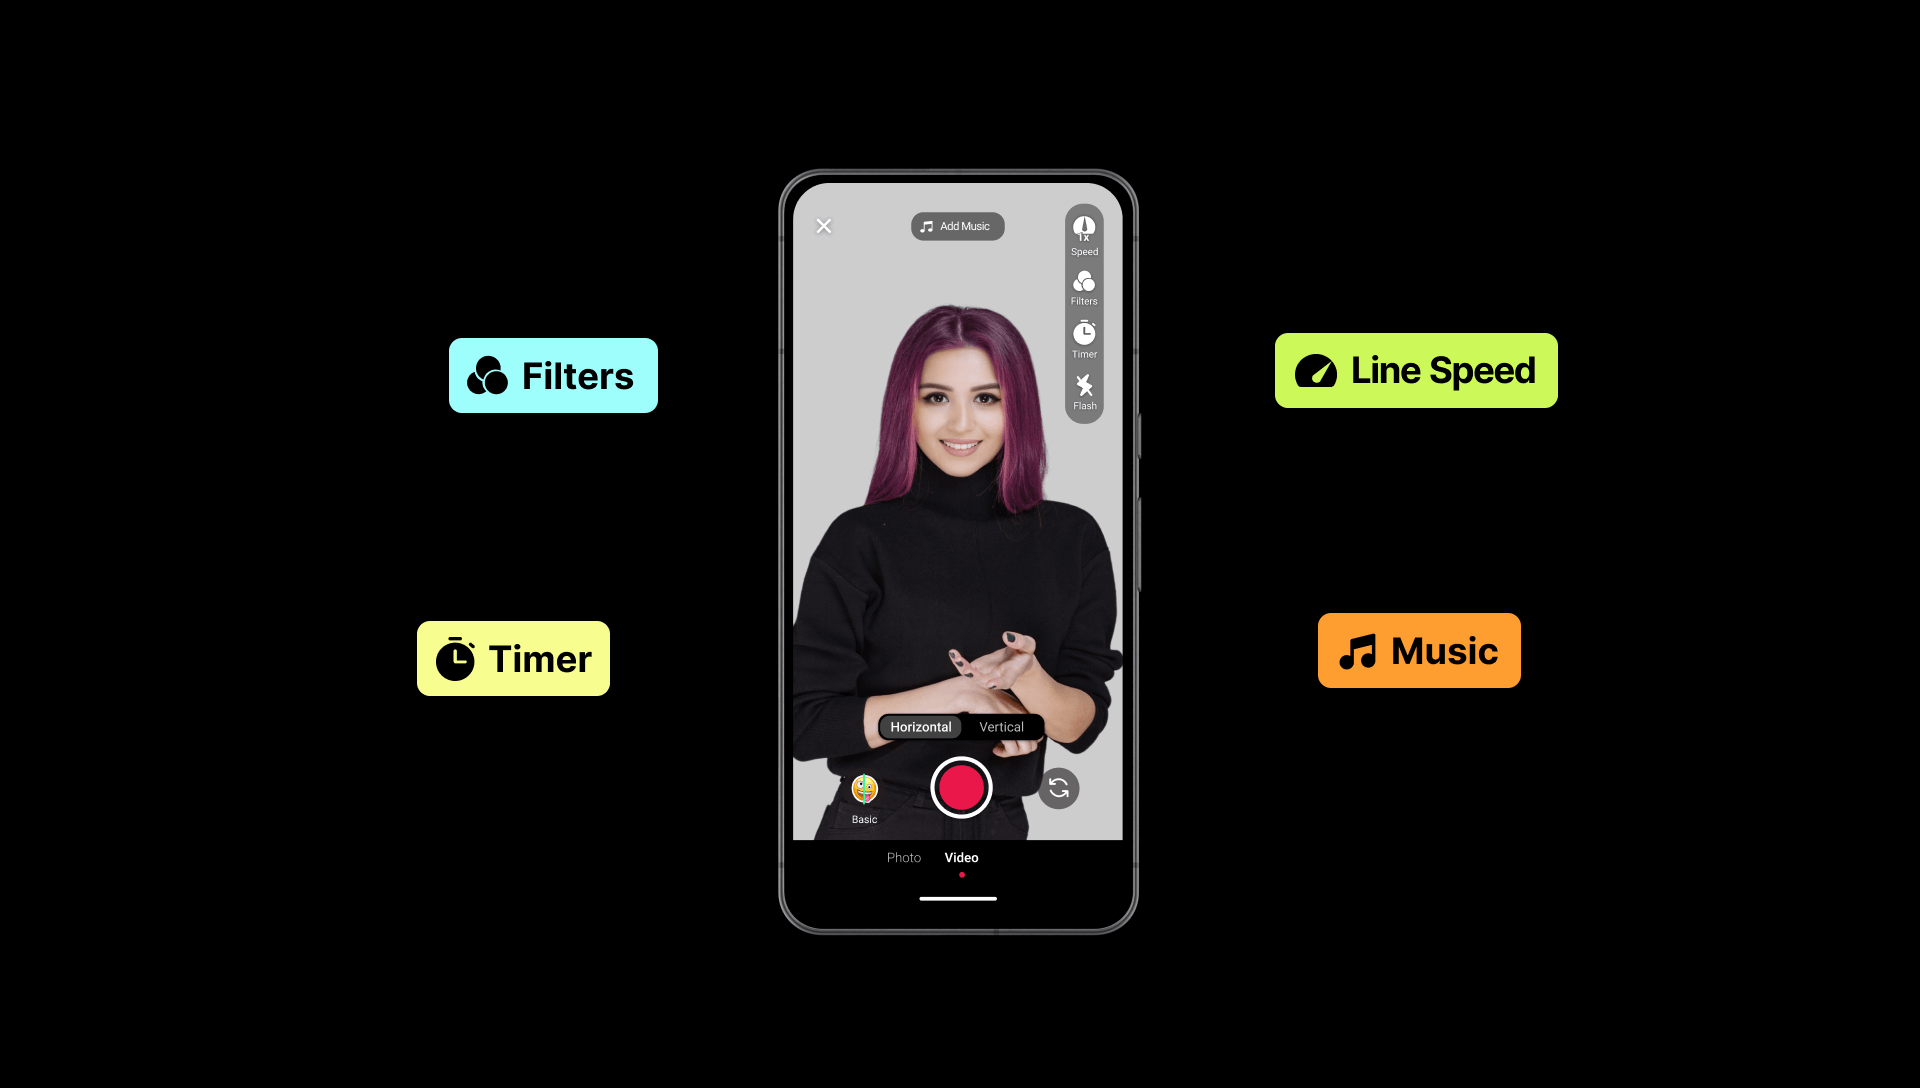 Add Music
1x
Speed
Filters
Timer
Flash
Filters
Line Speed
Timer
Music
Horizontal Vertical
Basic
Photo Video